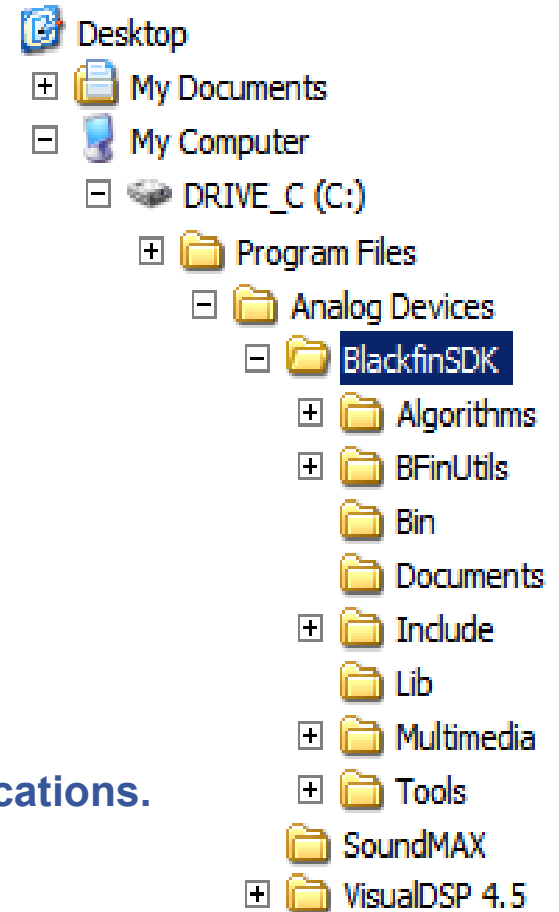 Desktop
My Documents
My Computer
DRIVE_C (C:)
Program Files
Analog Devices
BlackfinSDK
Algorithms
BFinUtils
Bin
Documents
Include
Lib
Multimedia
cations.
Tools
SoundMAX
VisualDSP 4.5